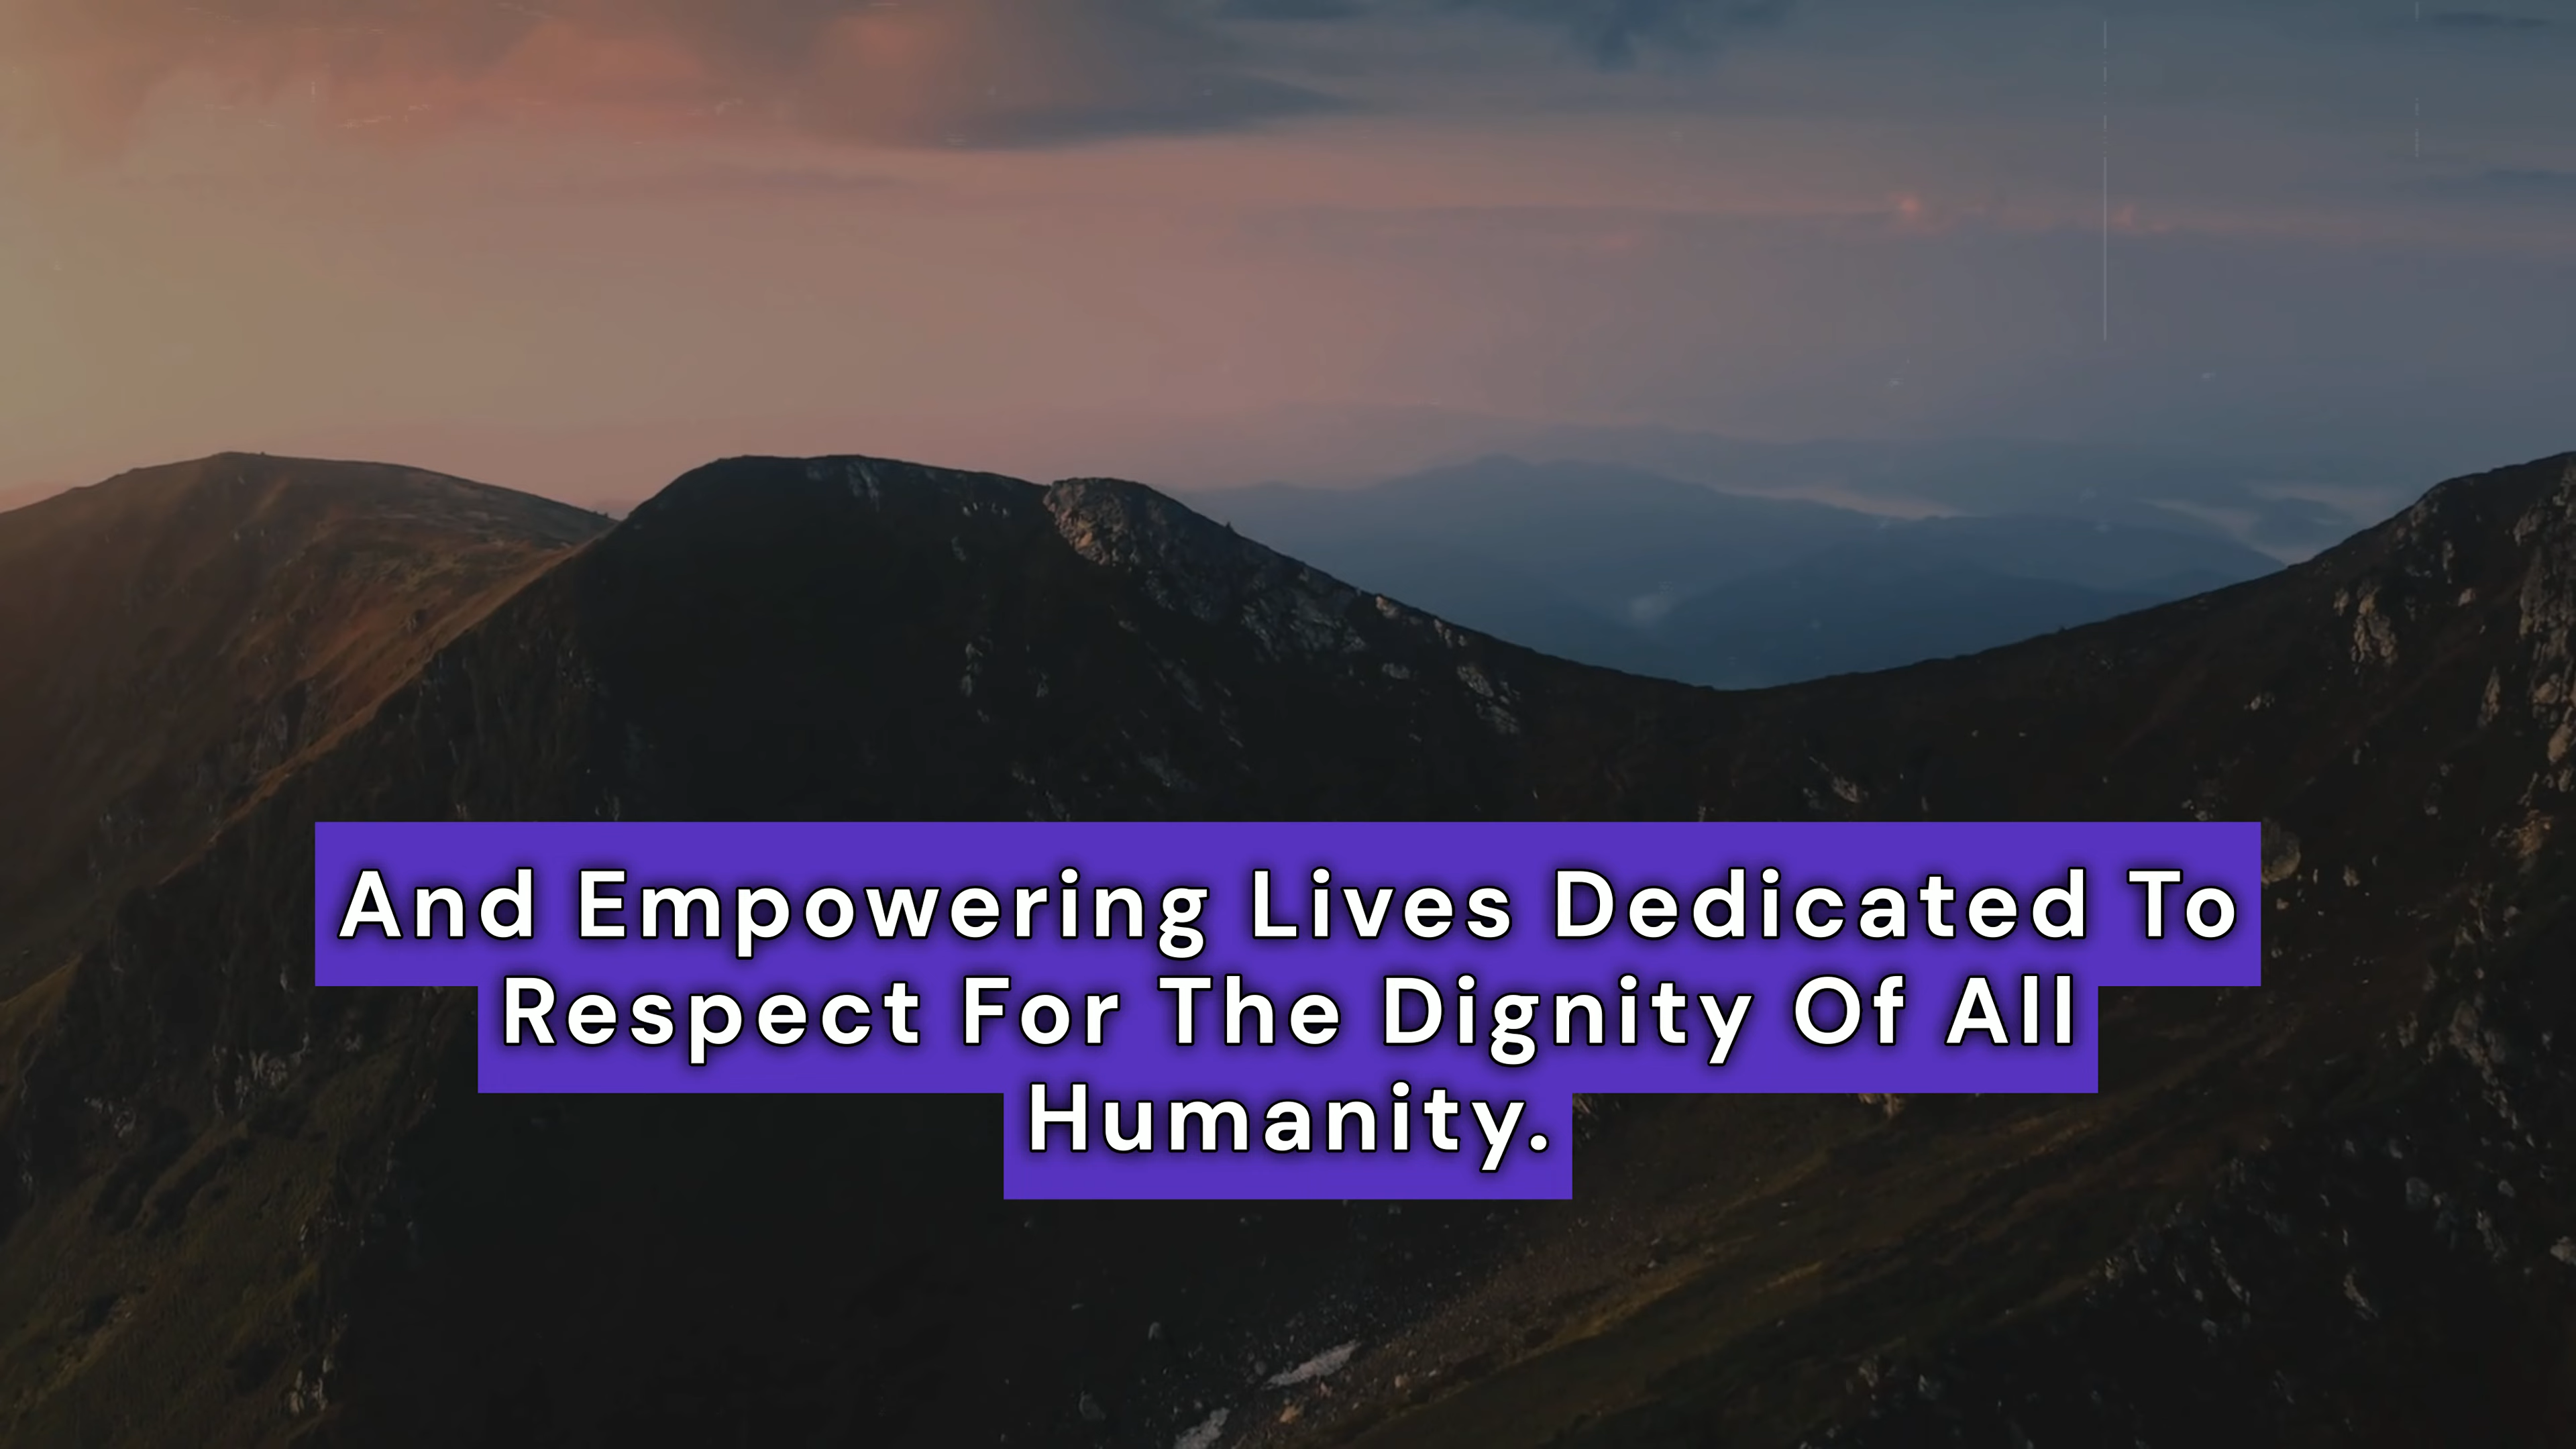 And Empowering Lives Dedicated To
Respect For The Dignity Of All
Humanity.